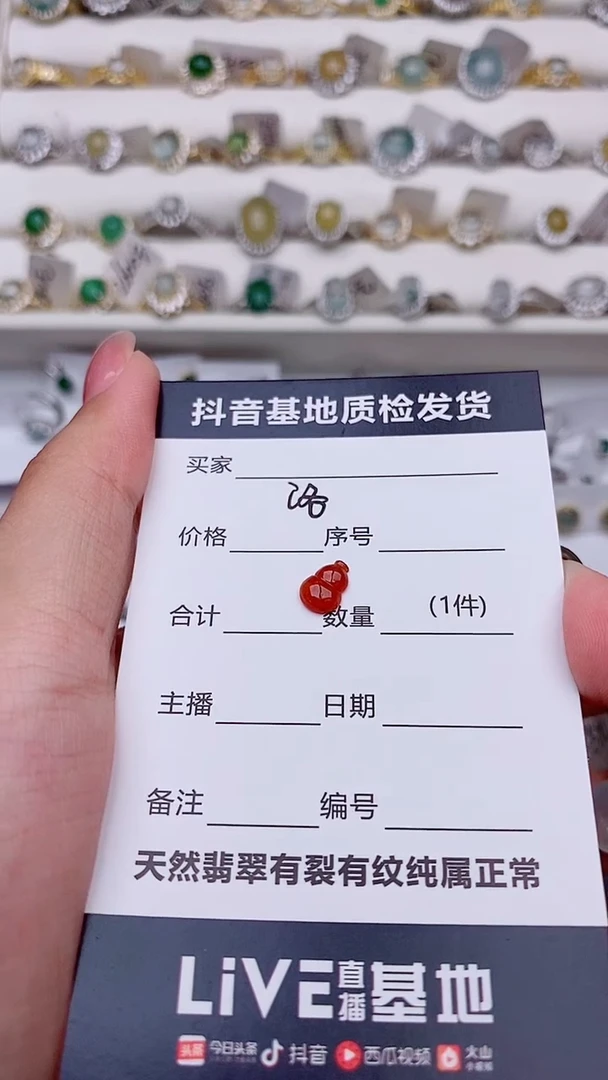 抖音基地质检发货
买家
洛
价格 序号
合计 数量 (1件)
主播 日期
备注 编号
天然翡翠有裂有纹纯属正常
LiVE直播基地
头条 今日头条 抖音 西瓜视频 火山